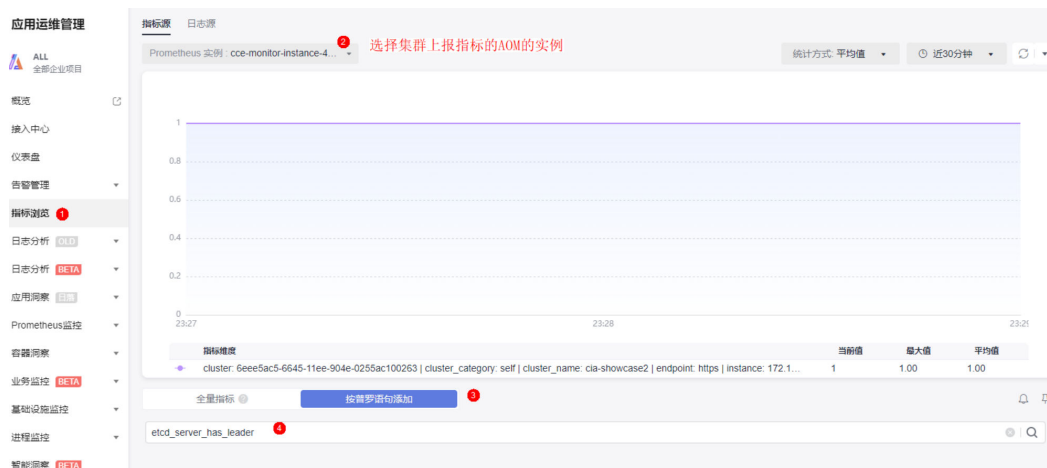 应用运维管理
ALL
全部企业项目
概览
接入中心
仪表盘
告警管理
指标浏览 1
日志分析 OLD
日志分析 BETA
应用洞察 日落
Prometheus监控
容器洞察
业务监控 BETA
基础设施监控
进程监控
智能洞察 BETA
指标源 日志源
Prometheus 实例 : cce-monitor-instance-4... 2 选择集群上报指标的AOM的实例
统计方式: 平均值 近30分钟
1
0.8
0.6
0.4
0.2
0
23:27 23:28 23:29
指标维度 当前值 最大值 平均值
cluster: 6eee5ac5-6645-11ee-904e-0255ac100263 | cluster_category: self | cluster_name: cia-showcase2 | endpoint: https | instance: 172.1... 1 1.00 1.00
全量指标 ? 按普罗语句添加 3
etcd_server_has_leader 4